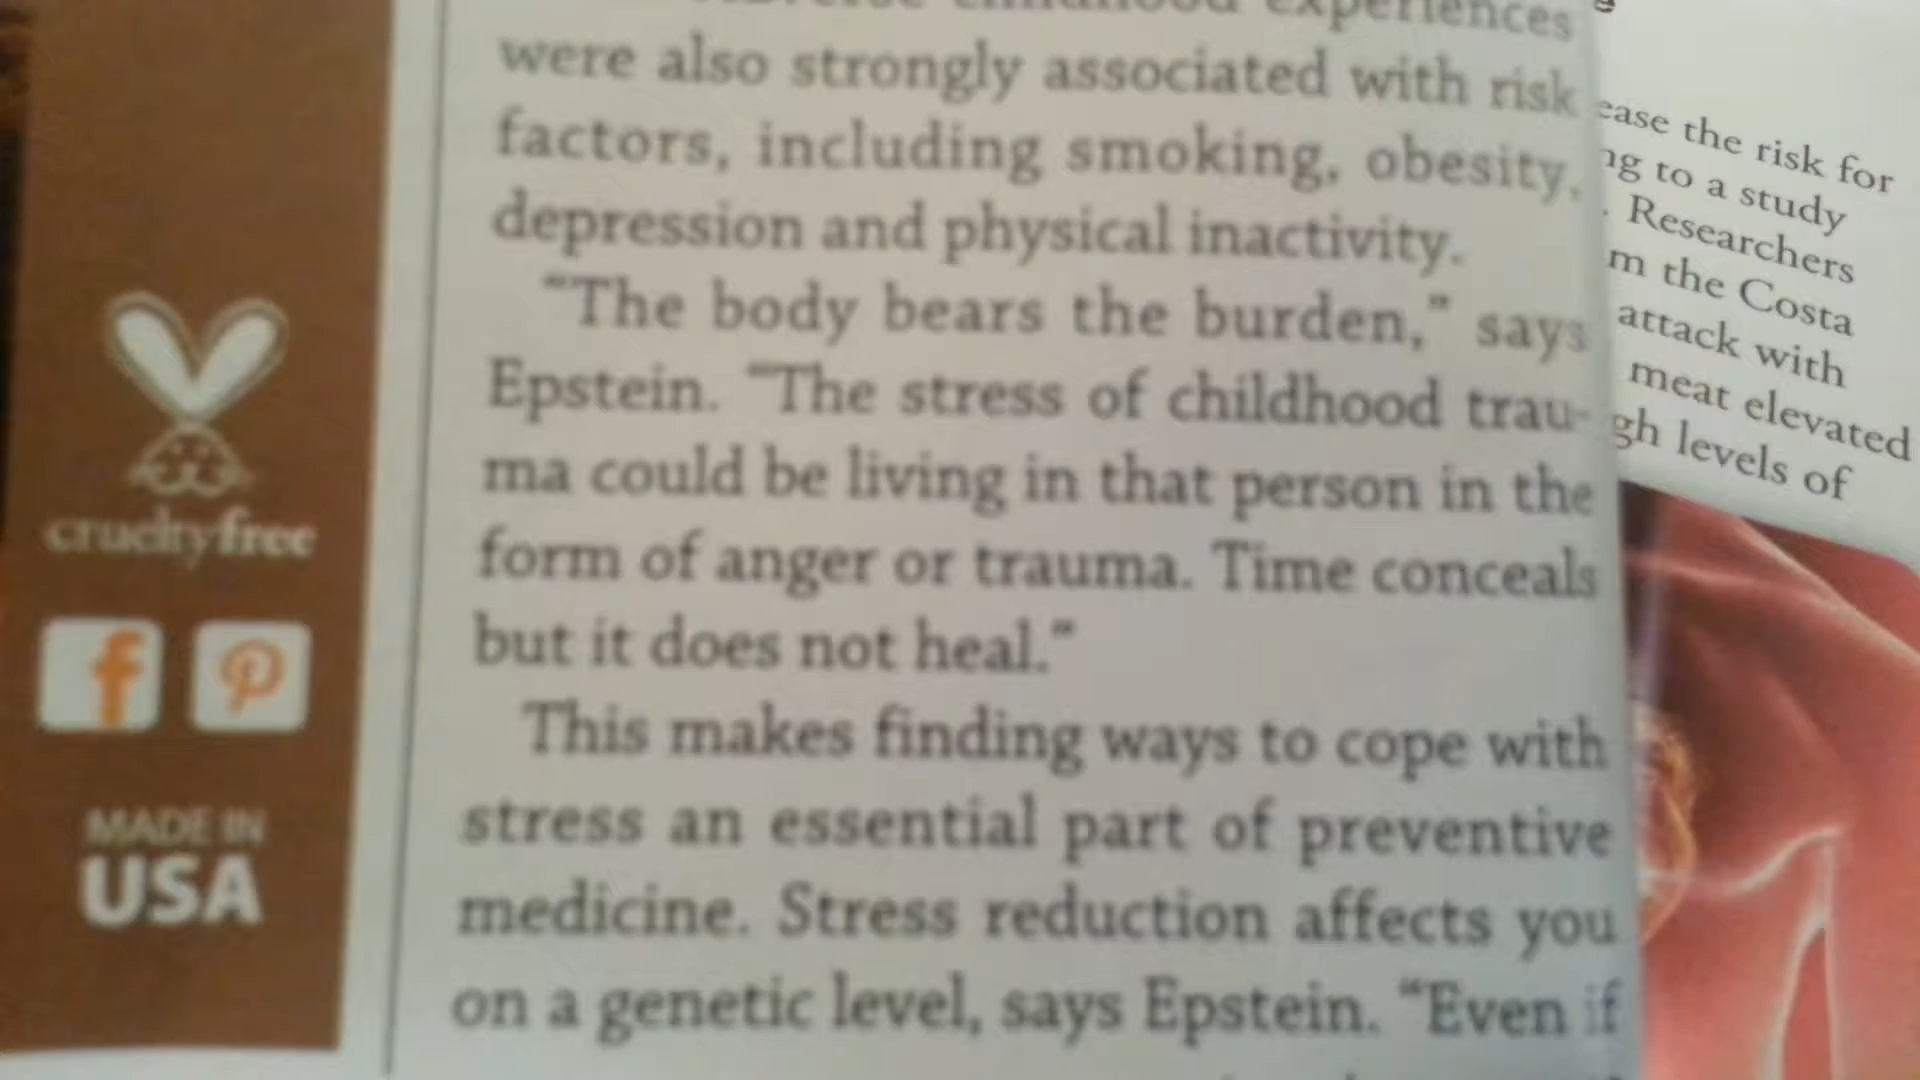 childhood experiences
were also strongly associated with risk
factors, including smoking, obesity,
depression and physical inactivity.
“The body bears the burden,” says
Epstein. “The stress of childhood trau-
ma could be living in that person in the
form of anger or trauma. Time conceals
but it does not heal.”
This makes finding ways to cope with
stress an essential part of preventive
medicine. Stress reduction affects you
on a genetic level, says Epstein. “Even if
crueltyfree
MADE IN
USA
ease the risk for
ng to a study
. Researchers
m the Costa
attack with
meat elevated
gh levels of